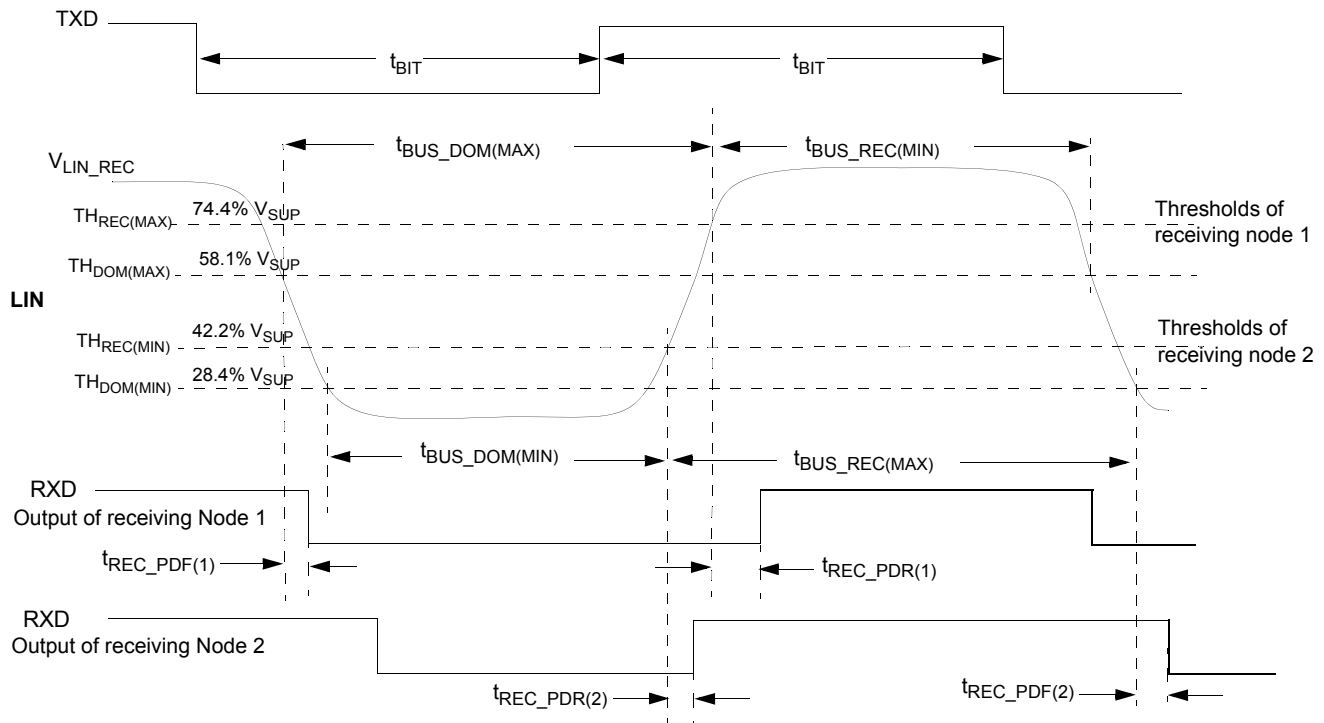 TXD
tBIT
tBIT
tBUS_DOM(MAX)
tBUS_REC(MIN)
VLIN_REC
THREC(MAX) 74.4% VSUP
Thresholds of
receiving node 1
THDOM(MAX) 58.1% VSUP
LIN
THREC(MIN) 42.2% VSUP
Thresholds of
receiving node 2
THDOM(MIN) 28.4% VSUP
tBUS_DOM(MIN)
tBUS_REC(MAX)
RXD
Output of receiving Node 1
tREC_PDF(1)
tREC_PDR(1)
RXD
Output of receiving Node 2
tREC_PDR(2)
tREC_PDF(2)